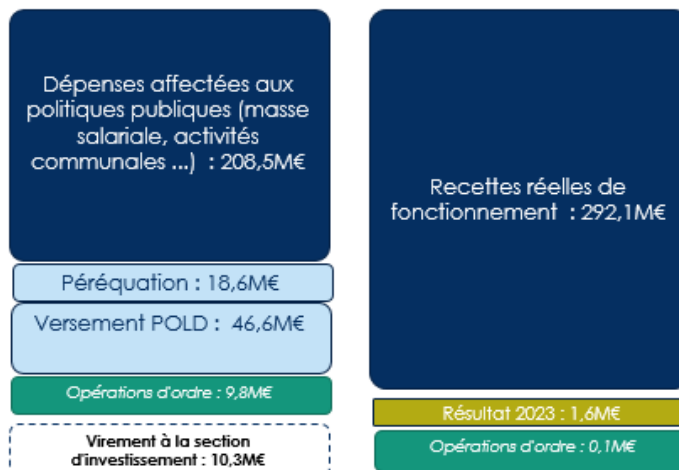 Dépenses affectées aux
politiques publiques (masse
salariale, activités
communales ...) : 208,5M€
Péréquation : 18,6M€
Versement POLD : 46,6M€
Opérations d'ordre : 9,8M€
Virement à la section
d'investissement : 10,3M€
Recettes réelles de
fonctionnement : 292,1M€
Résultat 2023 : 1,6M€
Opérations d'ordre : 0,1M€